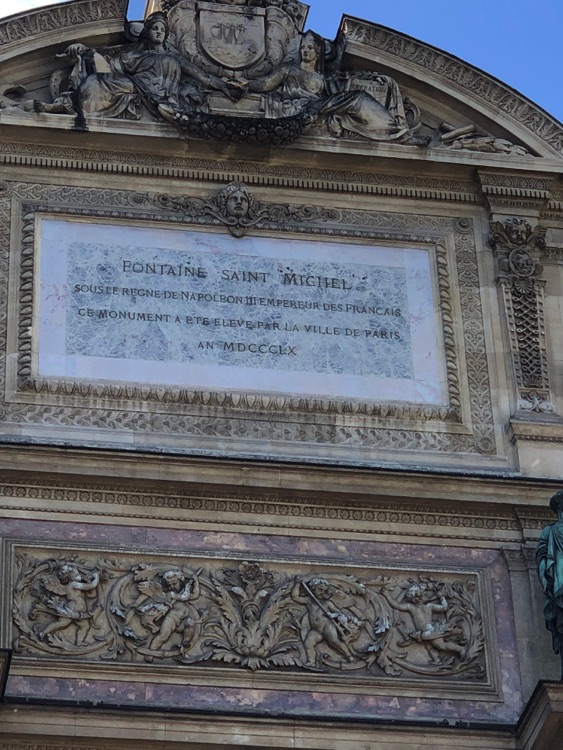 FONTAINE SAINT MICHEL
SOUS LE REGNE DE NAPOLEON III EMPEREUR DES FRANCAIS
CE MONUMENT A ETE ELEVE PAR LA VILLE DE PARIS
AN MDCCCLX